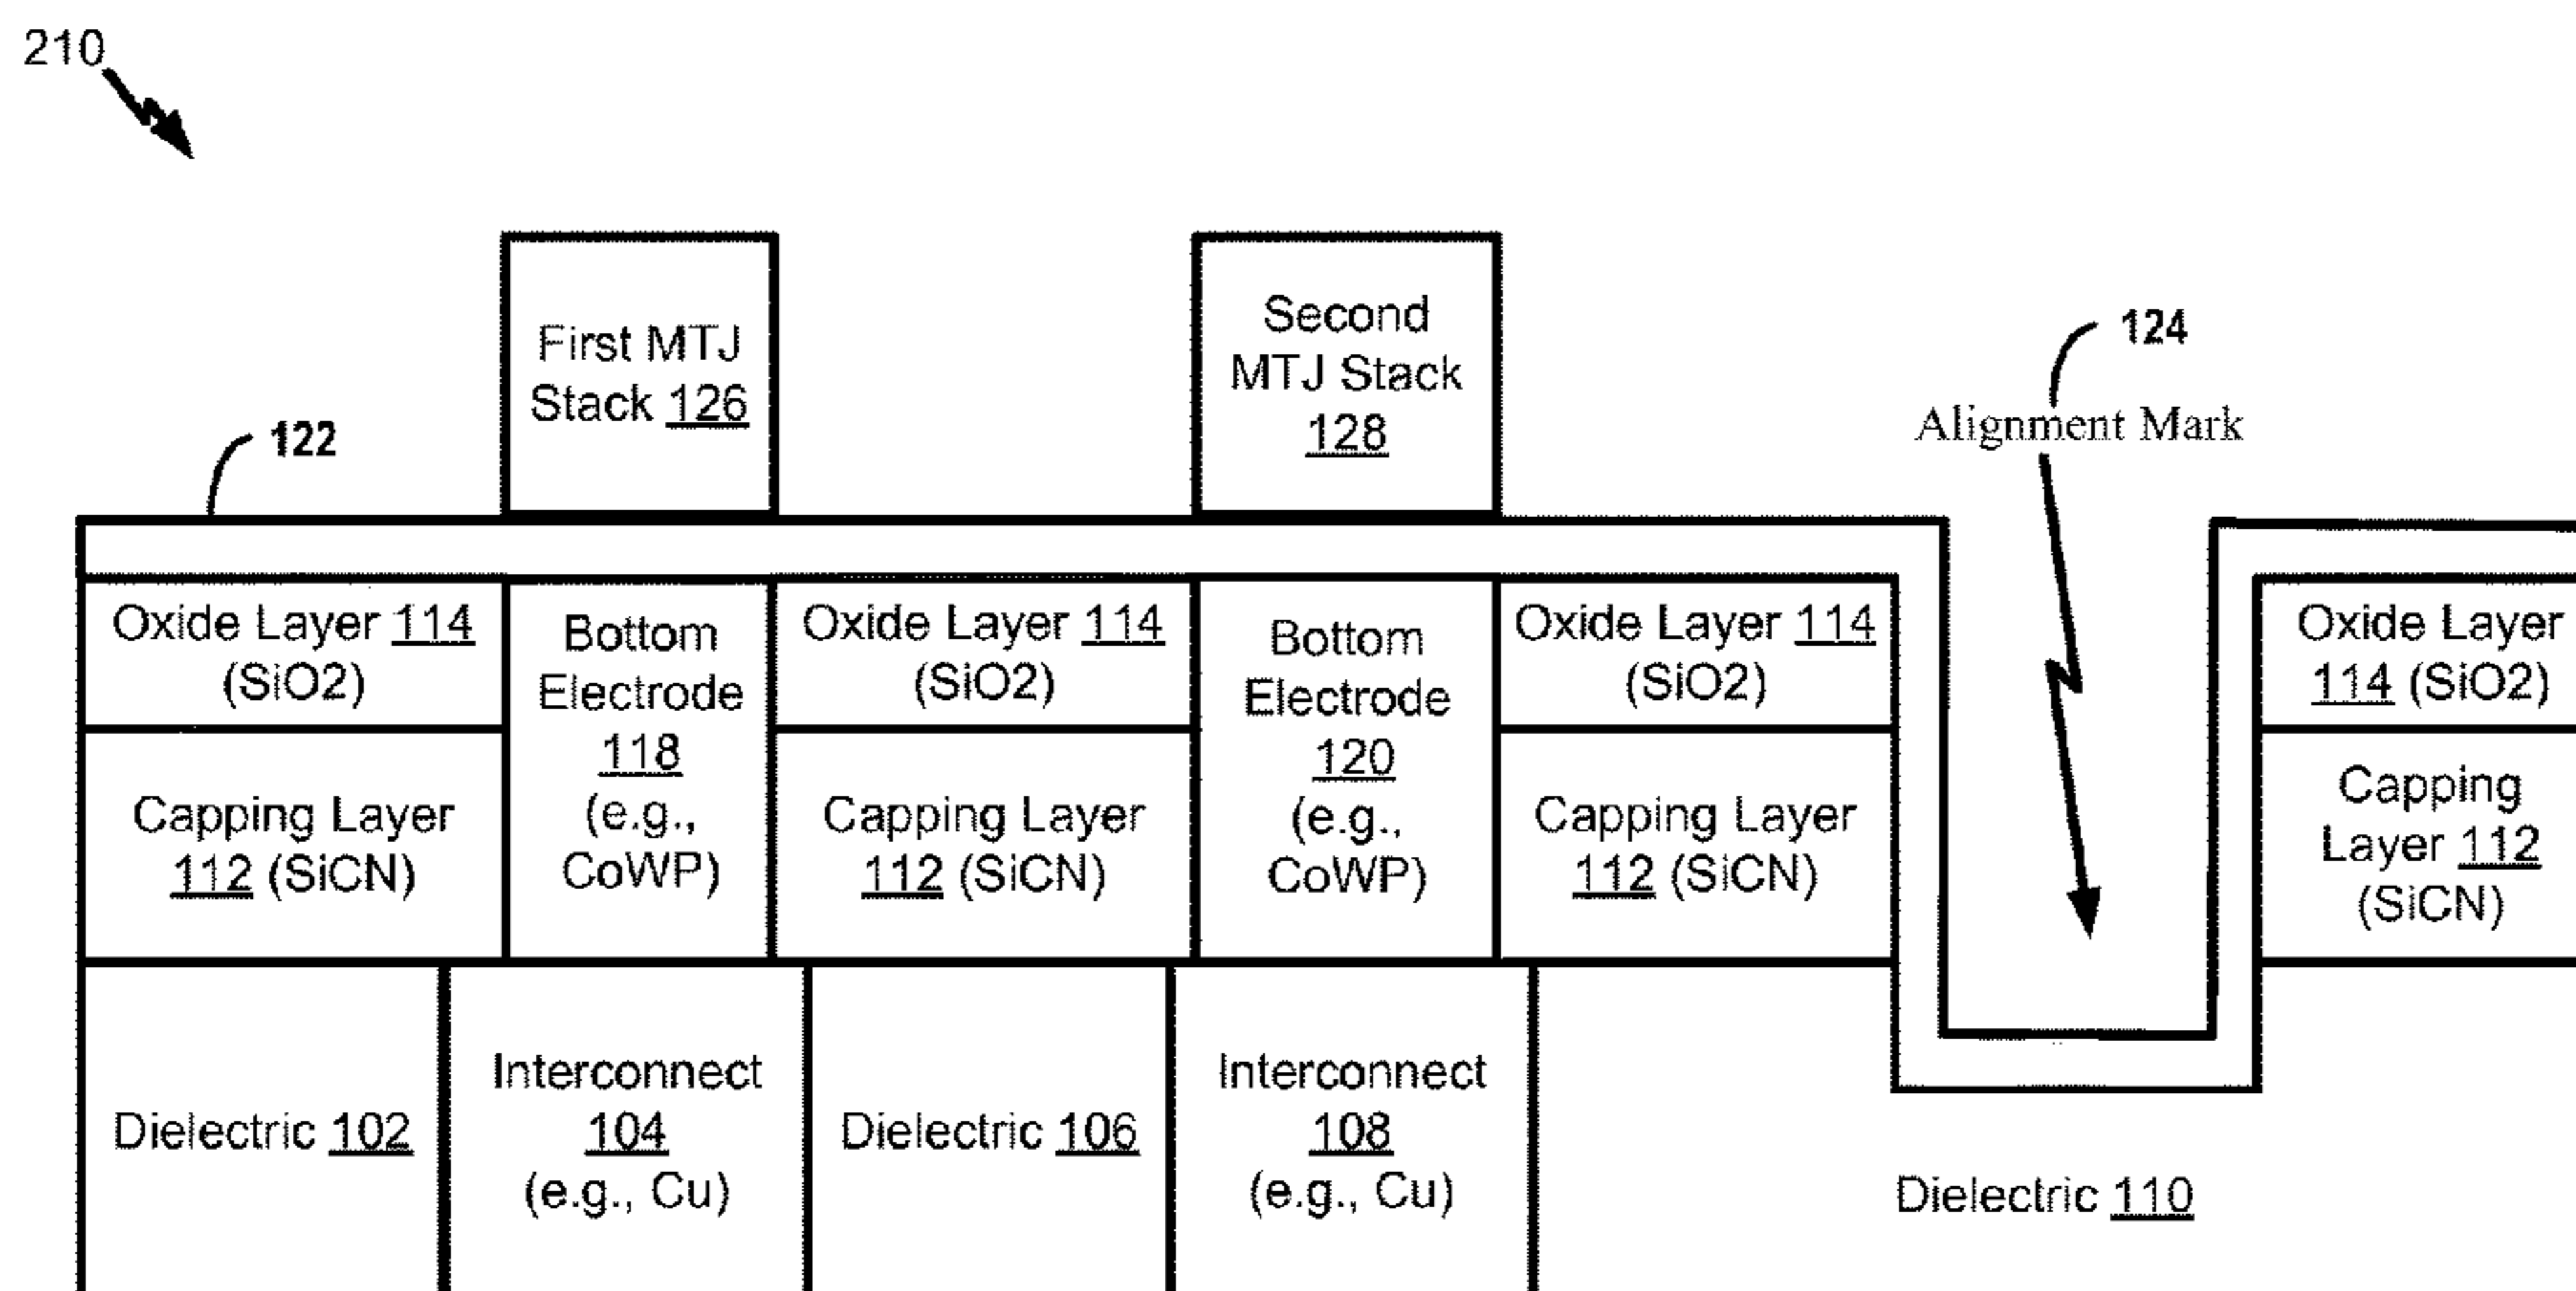 210
First MTJ
Stack 126
Second
MTJ Stack
128
124
Alignment Mark
122
Oxide Layer 114
(SiO2)
Bottom
Electrode
118
(e.g.,
CoWP)
Oxide Layer 114
(SiO2)
Bottom
Electrode
120
(e.g.,
CoWP)
Oxide Layer 114
(SiO2)
Oxide Layer
114 (SiO2)
Capping Layer
112 (SiCN)
Capping Layer
112 (SiCN)
Capping Layer
112 (SiCN)
Capping
Layer 112
(SiCN)
Dielectric 102
Interconnect
104
(e.g., Cu)
Dielectric 106
Interconnect
108
(e.g., Cu)
Dielectric 110